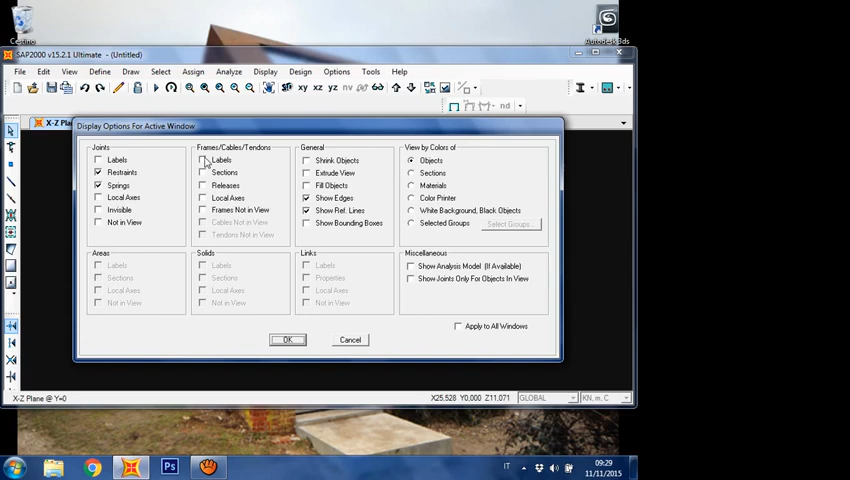 Cestino
Autodesk 3ds
SAP2000 v15.2.1 Ultimate - (Untitled)
File Edit View Define Draw Select Assign Analyze Display Design Options Tools Help
3-D xy xz yz nv
nd
X-Z Pla
Display Options For Active Window
Joints
Labels
Restraints
Springs
Local Axes
Invisible
Not in View
Frames/Cables/Tendons
Labels
Sections
Releases
Local Axes
Frames Not in View
Cables Not in View
Tendons Not in View
General
Shrink Objects
Extrude View
Fill Objects
Show Edges
Show Ref. Lines
Show Bounding Boxes
View by Colors of
Objects
Sections
Materials
Color Printer
White Background, Black Objects
Selected Groups
Select Groups...
Areas
Labels
Sections
Local Axes
Not in View
Solids
Labels
Sections
Local Axes
Not in View
Links
Labels
Properties
Local Axes
Not in View
Miscellaneous
Show Analysis Model (If Available)
Show Joints Only For Objects In View
Apply to All Windows
OK
Cancel
X-Z Plane @ Y=0
X25,528 Y0,000 Z11,071
GLOBAL
KN, m, C
Ps
IT
09:29
11/11/2015